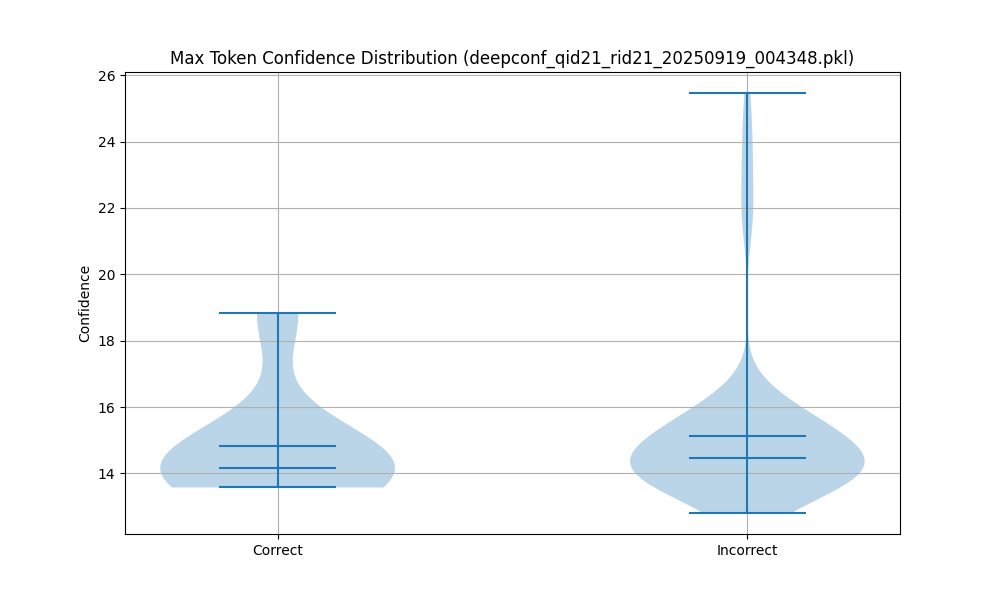 Max Token Confidence Distribution (deepconf_qid21_rid21_20250919_004348.pkl)
26
24
22
20
18
16
14
Confidence
Correct
Incorrect